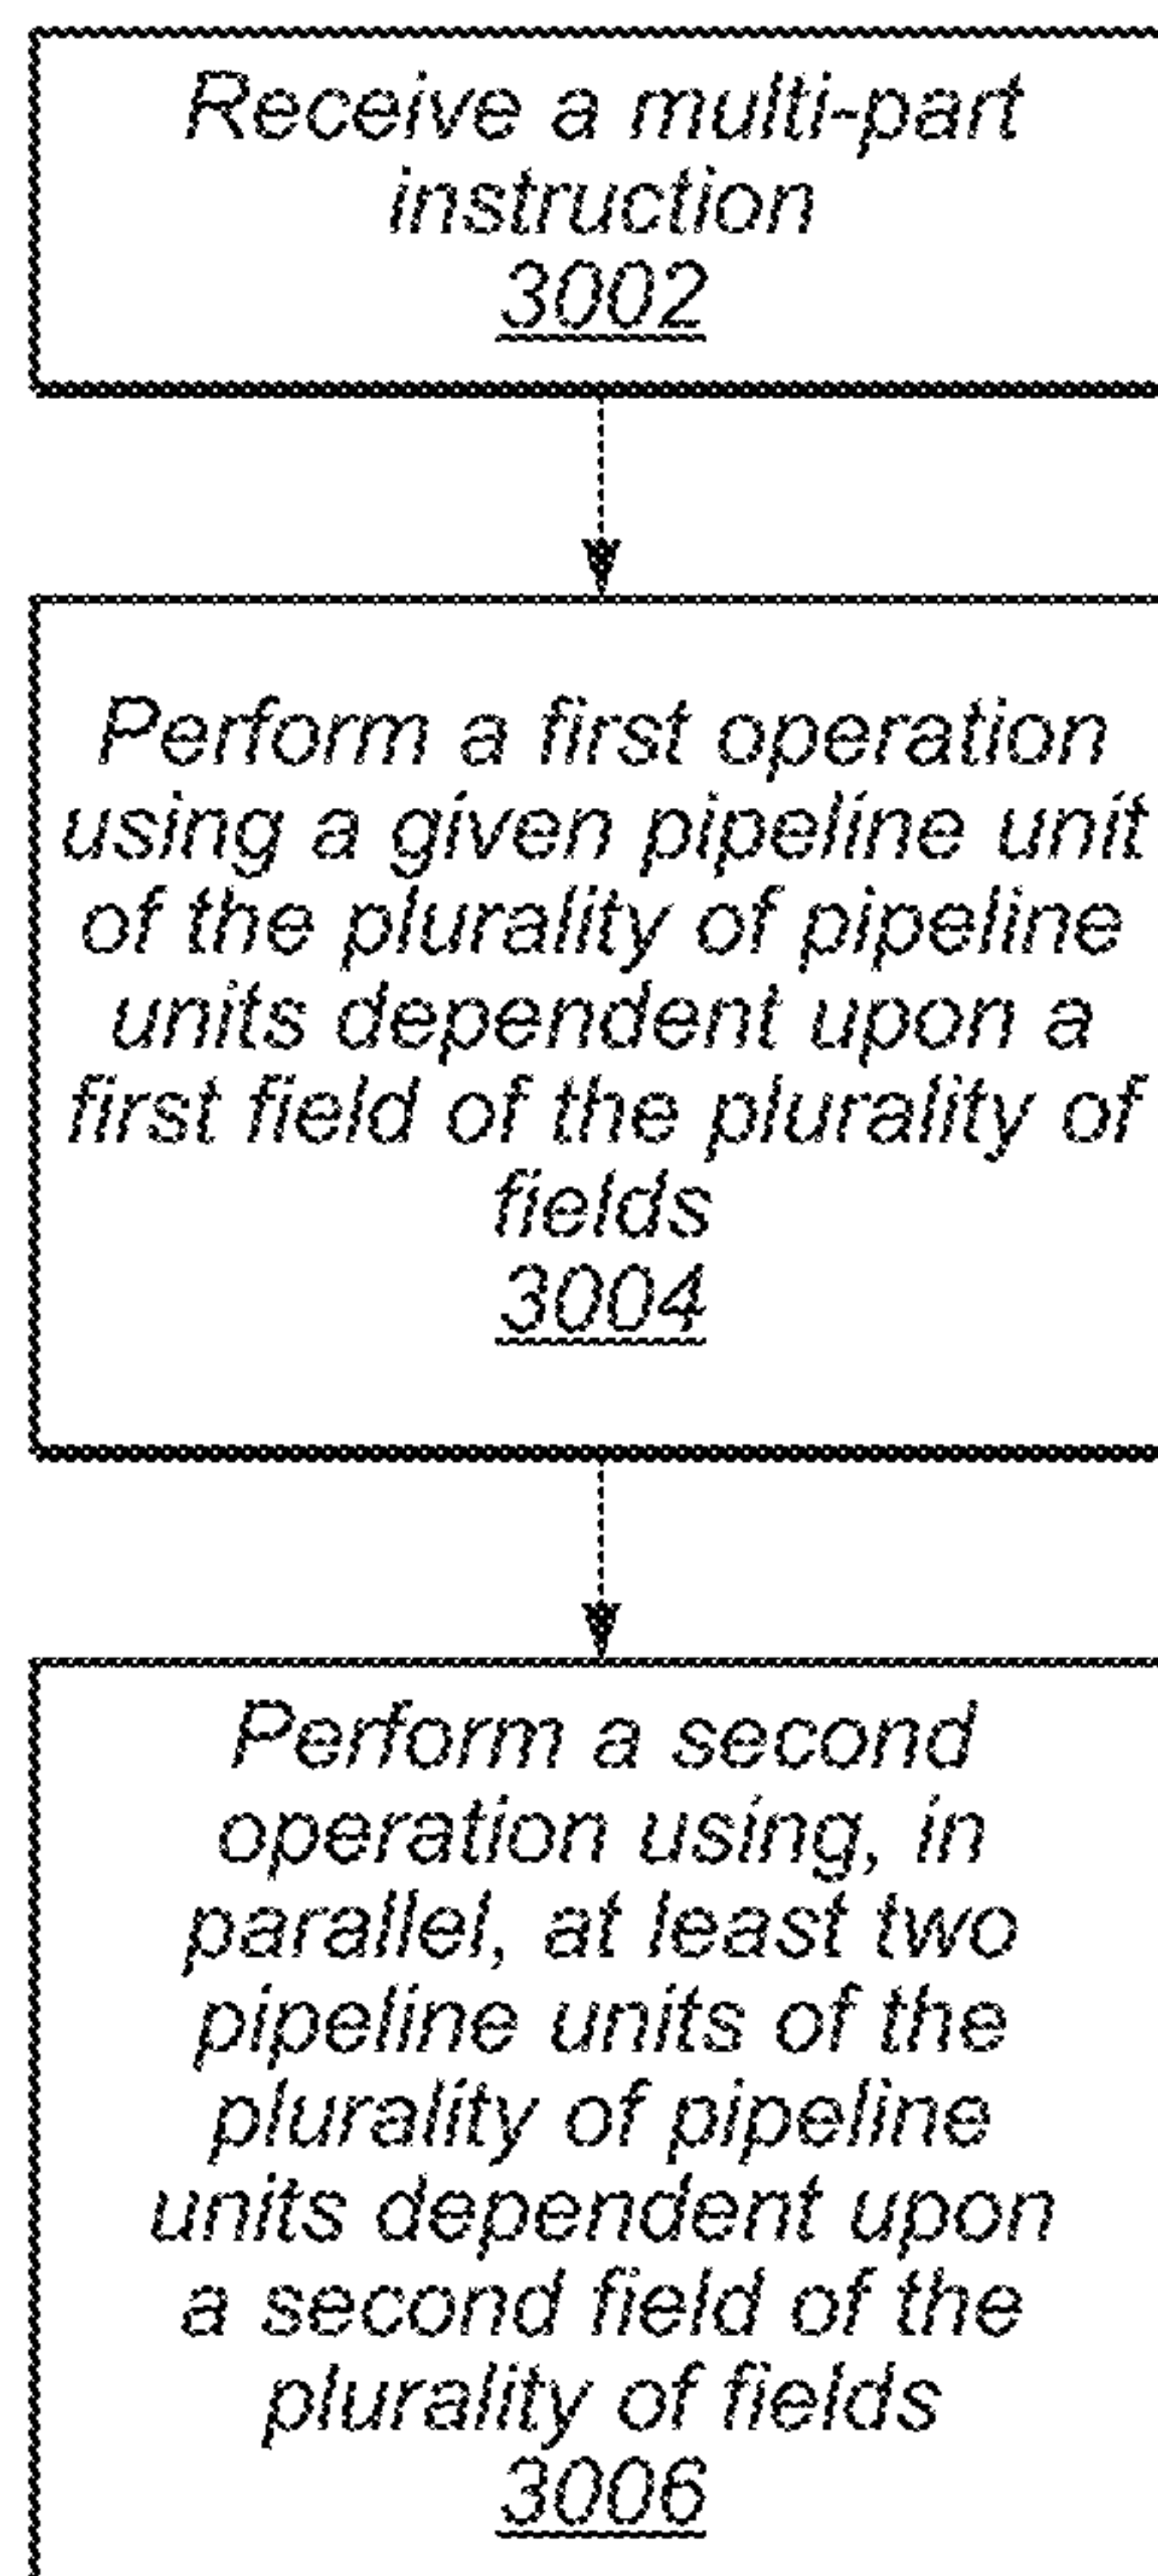 Receive a multi-part
instruction
3002
Perform a first operation
using a given pipeline unit
of the plurality of pipeline
units dependent upon a
first field of the plurality of
fields
3004
Perform a second
operation using, in
parallel, at least two
pipeline units of the
plurality of pipeline
units dependent upon
a second field of the
plurality of fields
3006